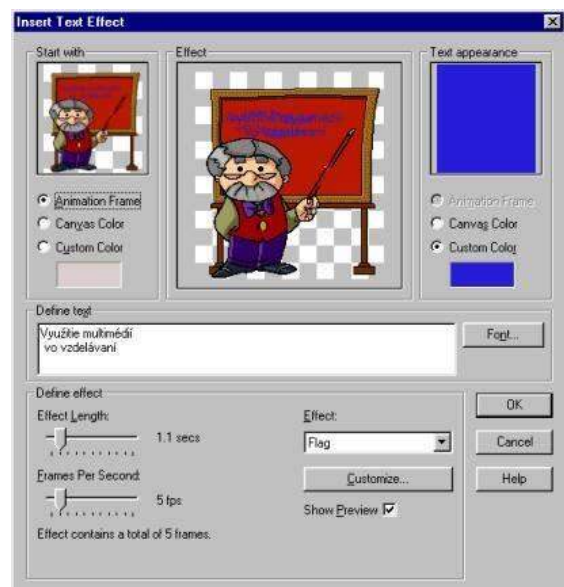 Insert Text Effect
Start with
Effect
Text appearance
Animation Frame
Canvas Color
Custom Color
Animation Frame
Canvas Color
Custom Color
Define text
Využitie multimédií
vo vzdelávaní
Font...
Define effect
Effect Length:
1.1 secs
Effect:
Flag
Frames Per Second:
5 fps
Customize...
Show Preview
Effect contains a total of 5 frames.
OK
Cancel
Help